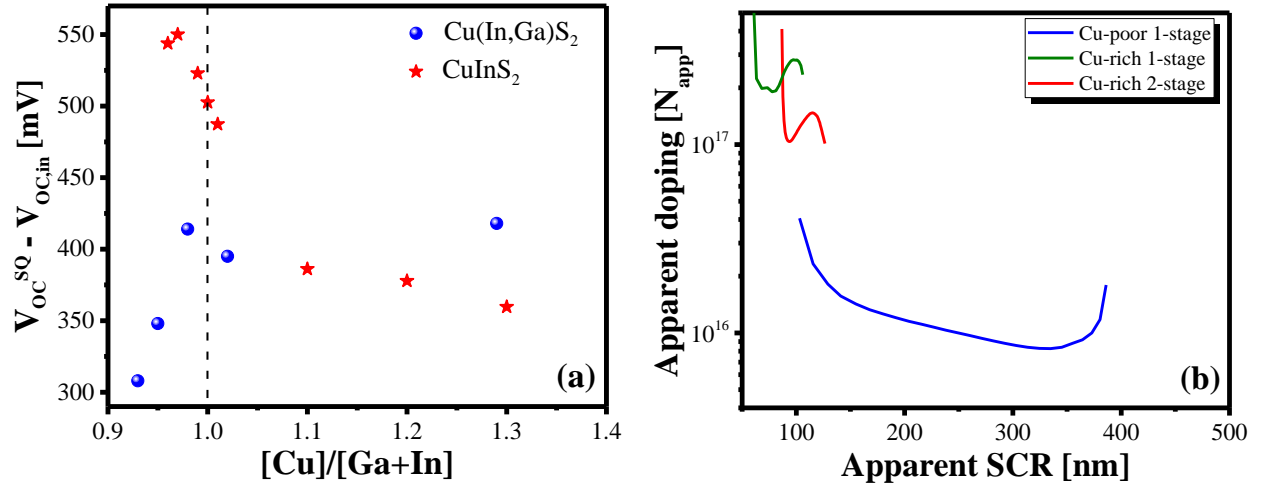 V_OC^SQ - V_OC,in [mV]
550
500
450
400
350
300
Cu(In,Ga)S₂
CuInS₂
(a)
0.9 1.0 1.1 1.2 1.3 1.4
[Cu]/[Ga+In]
Apparent doping [N_app]
10^17
10^16
Cu-poor 1-stage
Cu-rich 1-stage
Cu-rich 2-stage
(b)
100 200 300 400 500
Apparent SCR [nm]